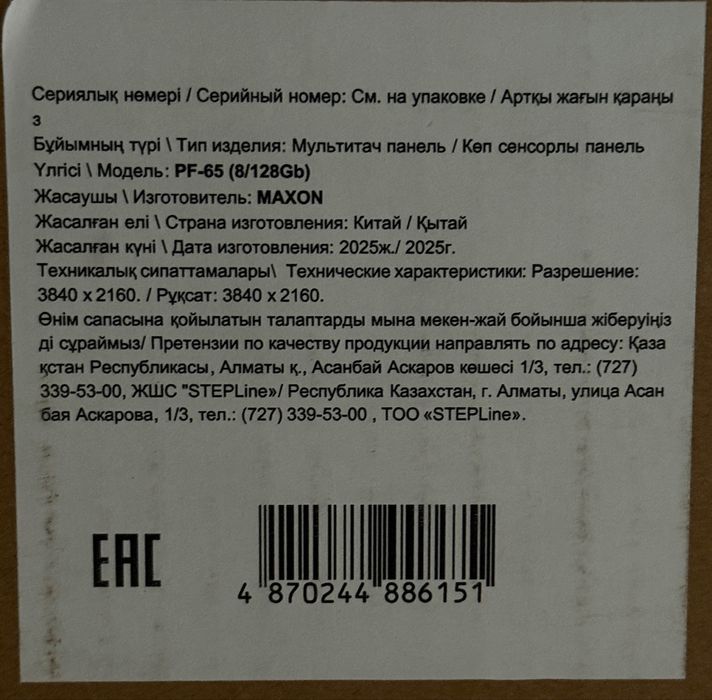 Сериялық нөмері / Серийный номер: См. на упаковке / Артқы жағын қараңы
з
Бұйымның түрі \ Тип изделия: Мультитач панель / Көп сенсорлы панель
Үлгісі \ Модель: PF-65 (8/128Gb)
Жасаушы \ Изготовитель: MAXON
Жасалған елі \ Страна изготовления: Китай / Қытай
Жасалған күні \ Дата изготовления: 2025ж./ 2025г.
Техникалық сипаттамалары\ Технические характеристики: Разрешение:
3840 x 2160. / Рұқсат: 3840 x 2160.
Өнім сапасына қойылатын талаптарды мына мекен-жай бойынша жіберуіңіз
ді сұраймыз/ Претензии по качеству продукции направлять по адресу: Қаза
қстан Республикасы, Алматы қ., Асанбай Асқаров көшесі 1/3, тел.: (727)
339-53-00, ЖШС "STEPLine»/ Республика Казахстан, г. Алматы, улица Асан
бая Аскарова, 1/3, тел.: (727) 339-53-00 , ТОО «STEPLine».
EAC
4 870244 886151